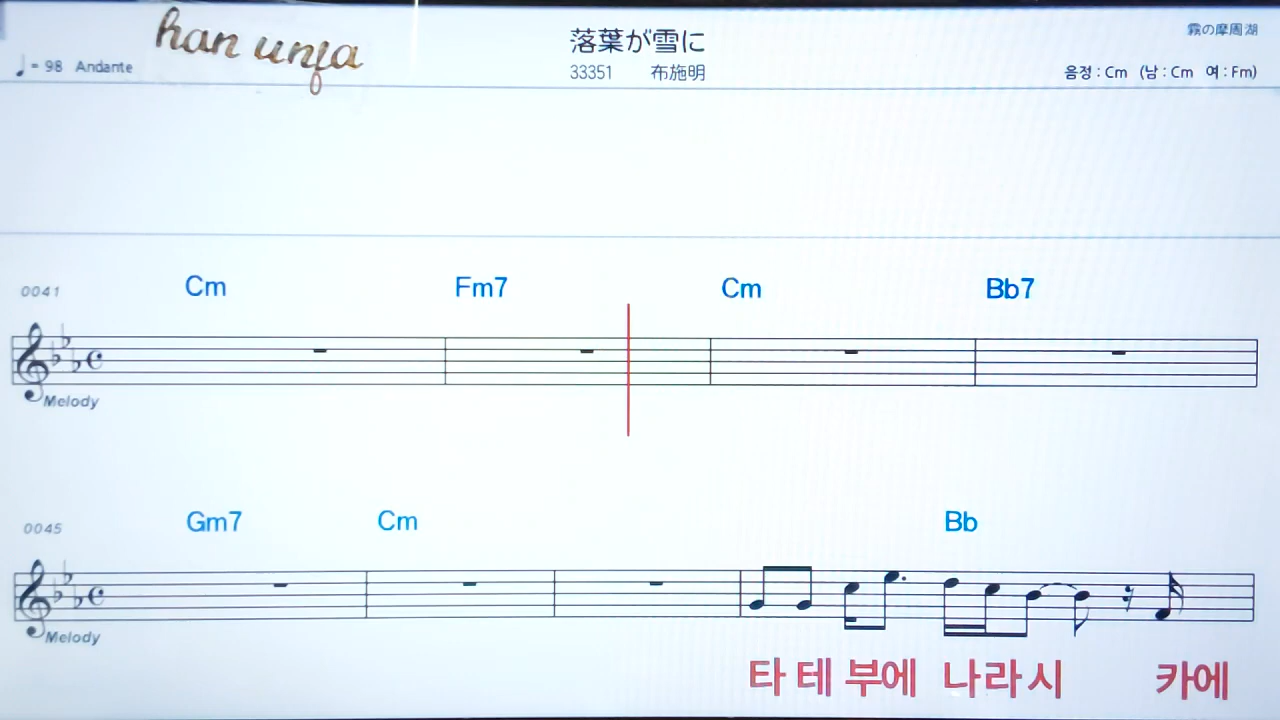 han unja
落葉が雪に
霧の摩周湖
♩= 98 Andante
33351 布施明
음정 : Cm (남 : Cm 여 : Fm)
0041 Cm Fm7 Cm Bb7
Melody
0045 Gm7 Cm Bb
Melody
타 테 부에 나라시 카에